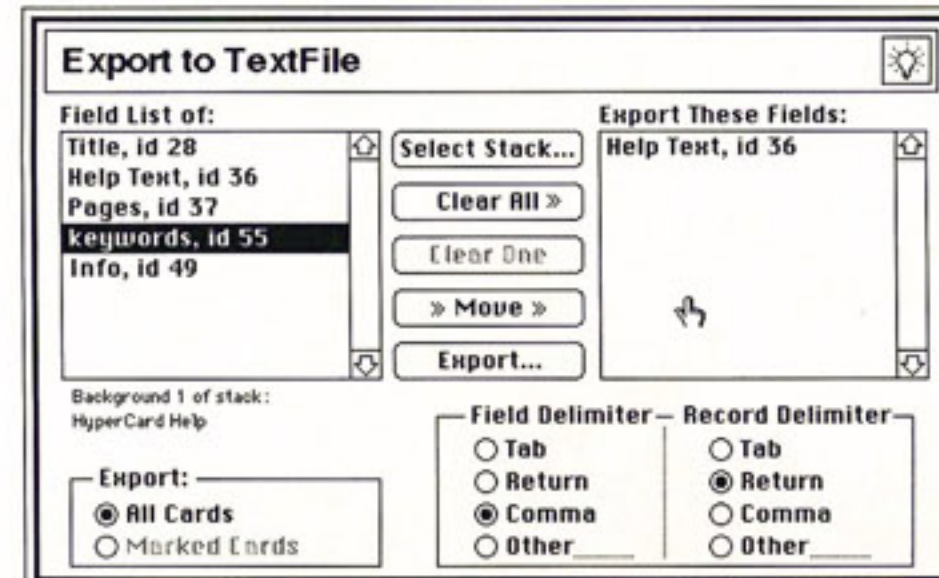 Export to TextFile
Field List of:
Title, id 28
Help Text, id 36
Pages, id 37
keywords, id 55
Info, id 49
Select Stack...
Clear All »
Clear One
» Move »
Export...
Export These Fields:
Help Text, id 36
Background 1 of stack:
HyperCard Help
Export:
All Cards
Marked Cards
Field Delimiter
Tab
Return
Comma
Other____
Record Delimiter
Tab
Return
Comma
Other____